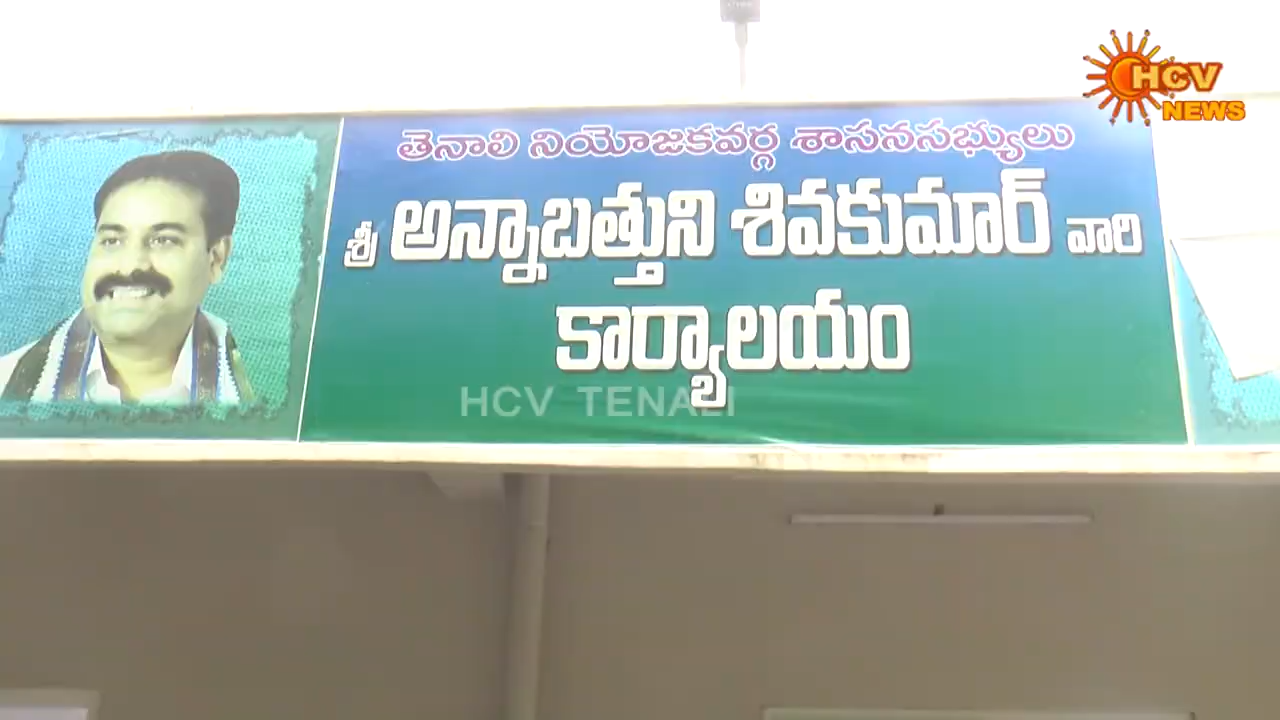 HCV
NEWS
తెనాలి నియోజకవర్గ శాసనసభ్యులు
శ్రీ అన్నాబత్తుని శివకుమార్ వారి
కార్యాలయం
HCV TENALI